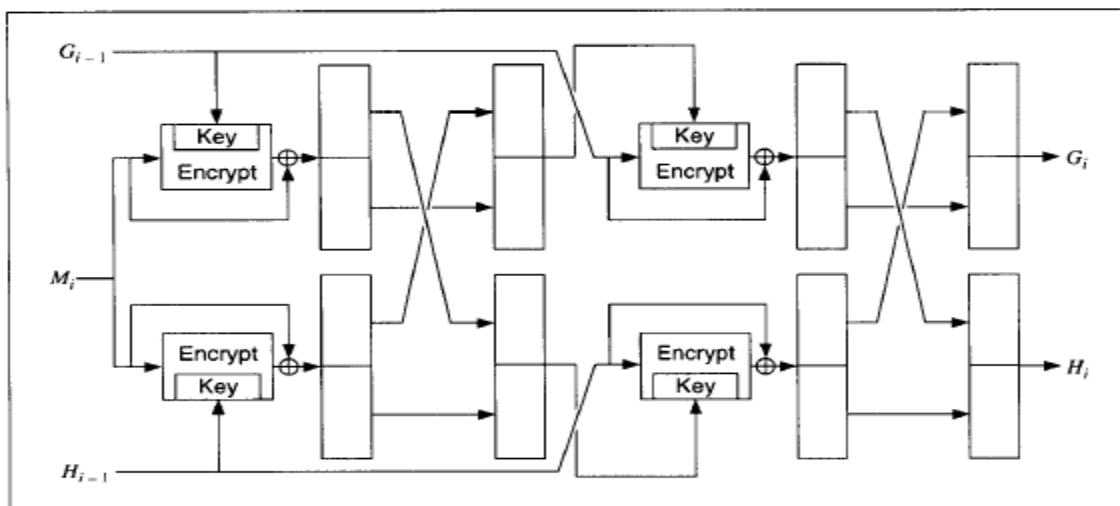 G_{i-1}
Key
Key
Encrypt
Encrypt
G_i
M_i
Encrypt
Encrypt
Key
Key
H_i
H_{i-1}